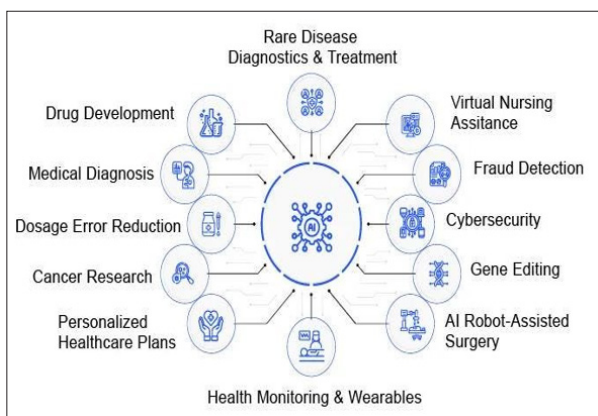 Rare Disease
Diagnostics & Treatment
Drug Development
Virtual Nursing
Assitance
Medical Diagnosis
Fraud Detection
Dosage Error Reduction
Cybersecurity
AI
Cancer Research
Gene Editing
Personalized
Healthcare Plans
AI Robot-Assisted
Surgery
Health Monitoring & Wearables